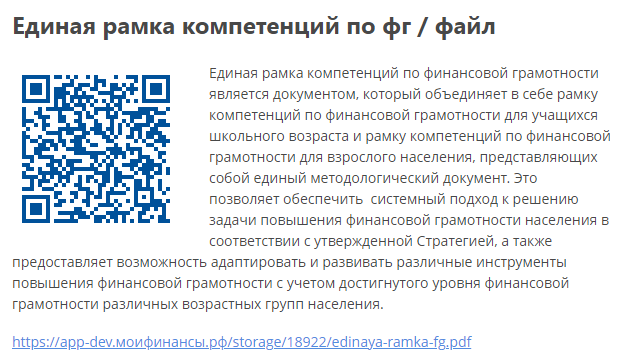 Единая рамка компетенций по фг / файл
Единая рамка компетенций по финансовой грамотности
является документом, который объединяет в себе рамку
компетенций по финансовой грамотности для учащихся
школьного возраста и рамку компетенций по финансовой
грамотности для взрослого населения, представляющих
собой единый методологический документ. Это
позволяет обеспечить  системный подход к решению
задачи повышения финансовой грамотности населения в
соответствии с утвержденной Стратегией, а также
предоставляет возможность адаптировать и развивать различные инструменты
повышения финансовой грамотности с учетом достигнутого уровня финансовой
грамотности различных возрастных групп населения.
https://app-dev.моифинансы.рф/storage/18922/edinaya-ramka-fg.pdf